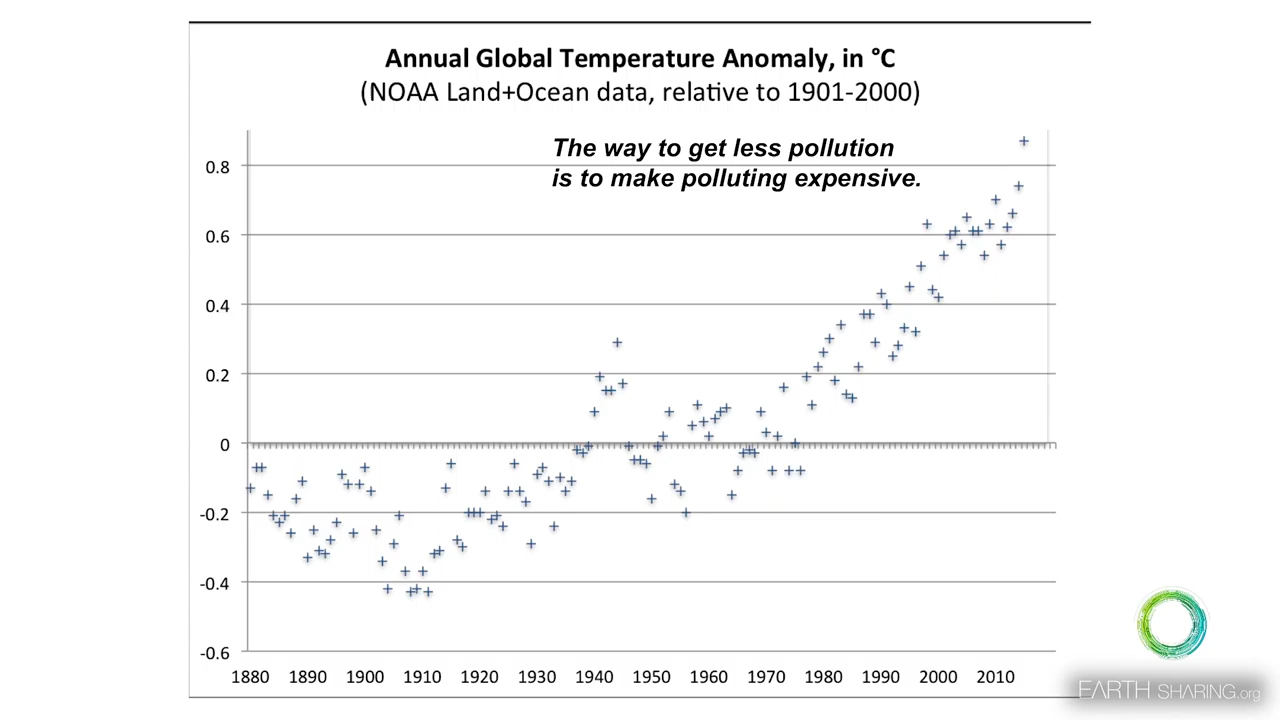 Annual Global Temperature Anomaly, in °C
(NOAA Land+Ocean data, relative to 1901-2000)
The way to get less pollution
is to make polluting expensive.
0.8
0.6
0.4
0.2
0
-0.2
-0.4
-0.6
1880 1890 1900 1910 1920 1930 1940 1950 1960 1970 1980 1990 2000 2010
EARTH SHARING.org